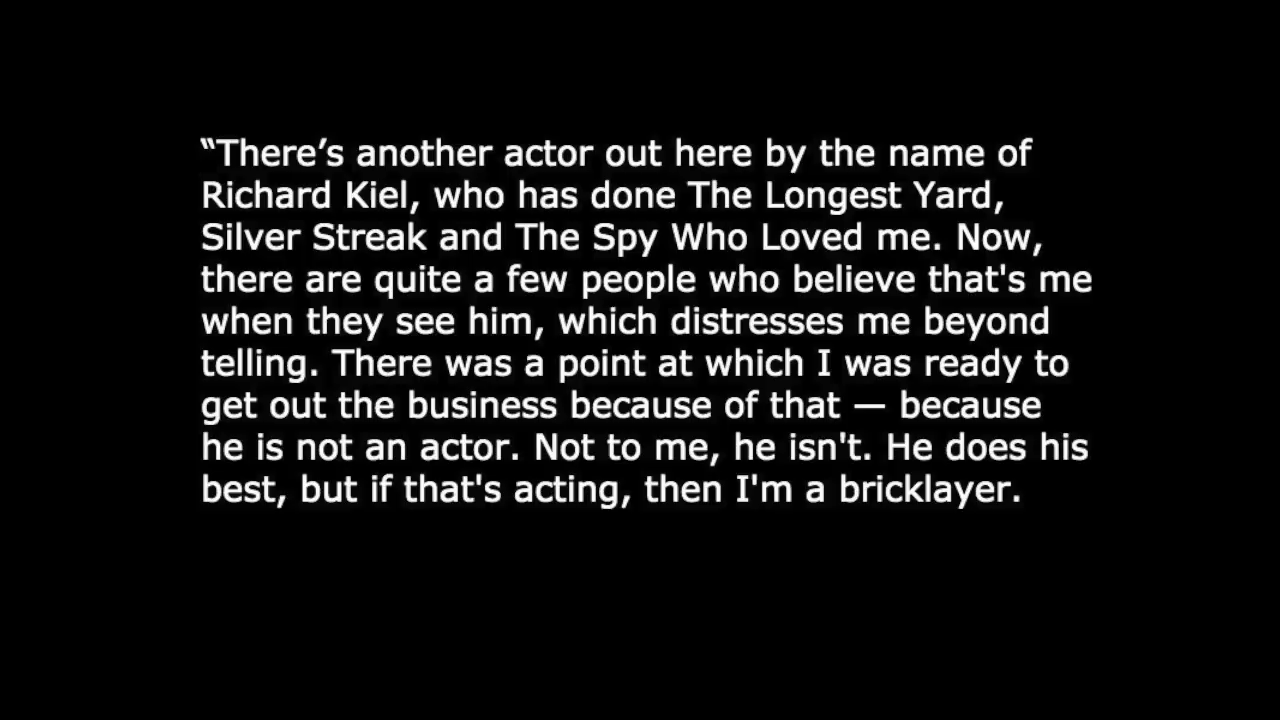 “There’s another actor out here by the name of
Richard Kiel, who has done The Longest Yard,
Silver Streak and The Spy Who Loved me. Now,
there are quite a few people who believe that's me
when they see him, which distresses me beyond
telling. There was a point at which I was ready to
get out the business because of that — because
he is not an actor. Not to me, he isn't. He does his
best, but if that's acting, then I'm a bricklayer.